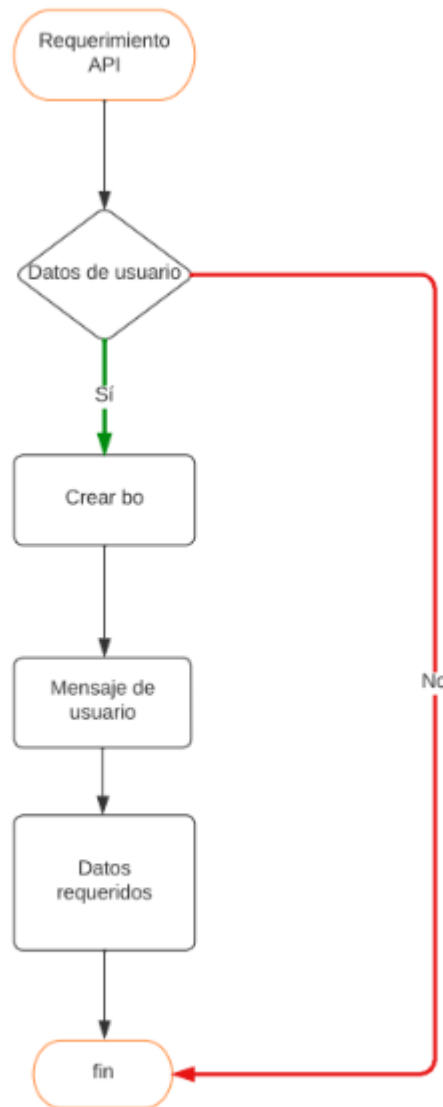 Requerimiento
API
Datos de usuario
Sí
Crear bo
No
Mensaje de
usuario
Datos
requeridos
fin